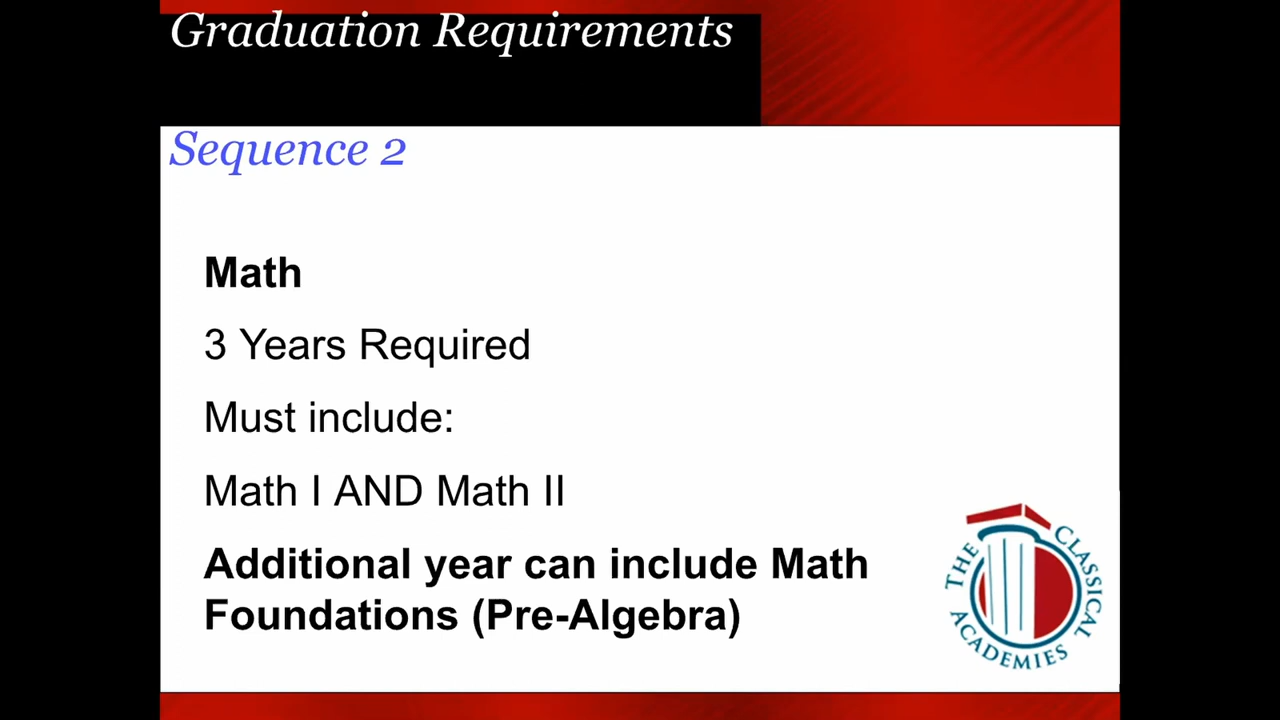 Graduation Requirements
Sequence 2
Math
3 Years Required
Must include:
Math I AND Math II
Additional year can include Math
Foundations (Pre-Algebra)
THE CLASSICAL ACADEMIES